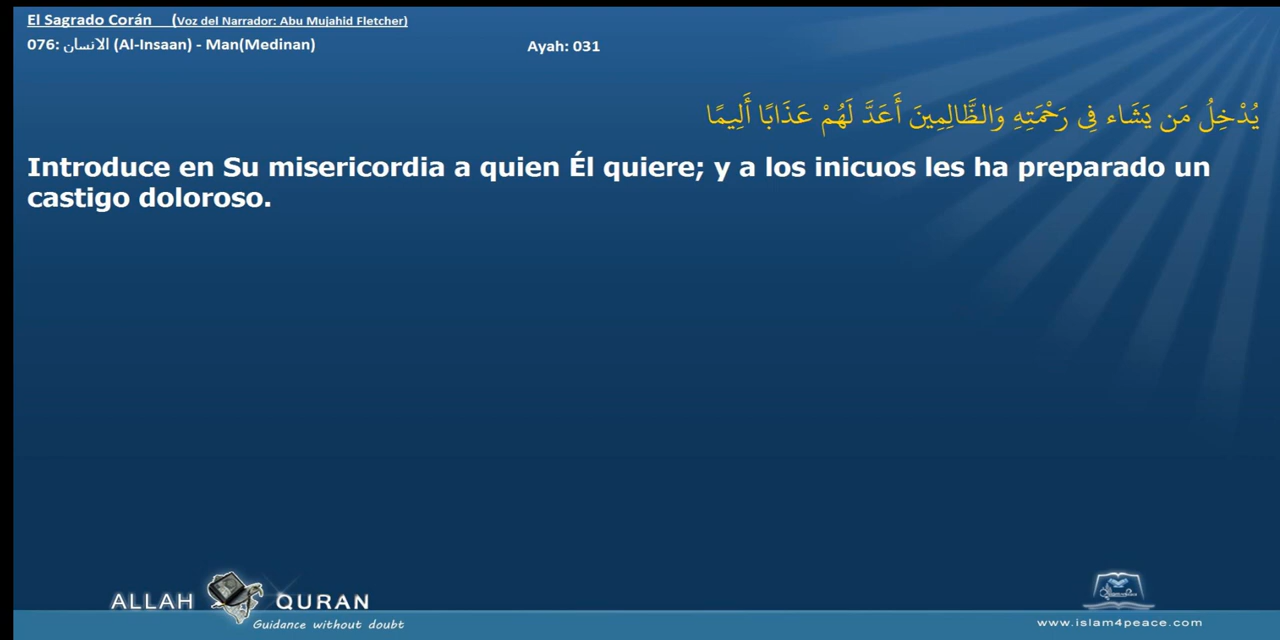 El Sagrado Corán (Voz del Narrador: Abu Mujahid Fletcher)
076: الانسان (Al-Insaan) - Man(Medinan) Ayah: 031
يُدْخِلُ مَن يَشَاء فِي رَحْمَتِهِ وَالظَّالِمِينَ أَعَدَّ لَهُمْ عَذَابًا أَلِيمًا
Introduce en Su misericordia a quien Él quiere; y a los inicuos les ha preparado un
castigo doloroso.
ALLAH QURAN
Guidance without doubt
www.islam4peace.com